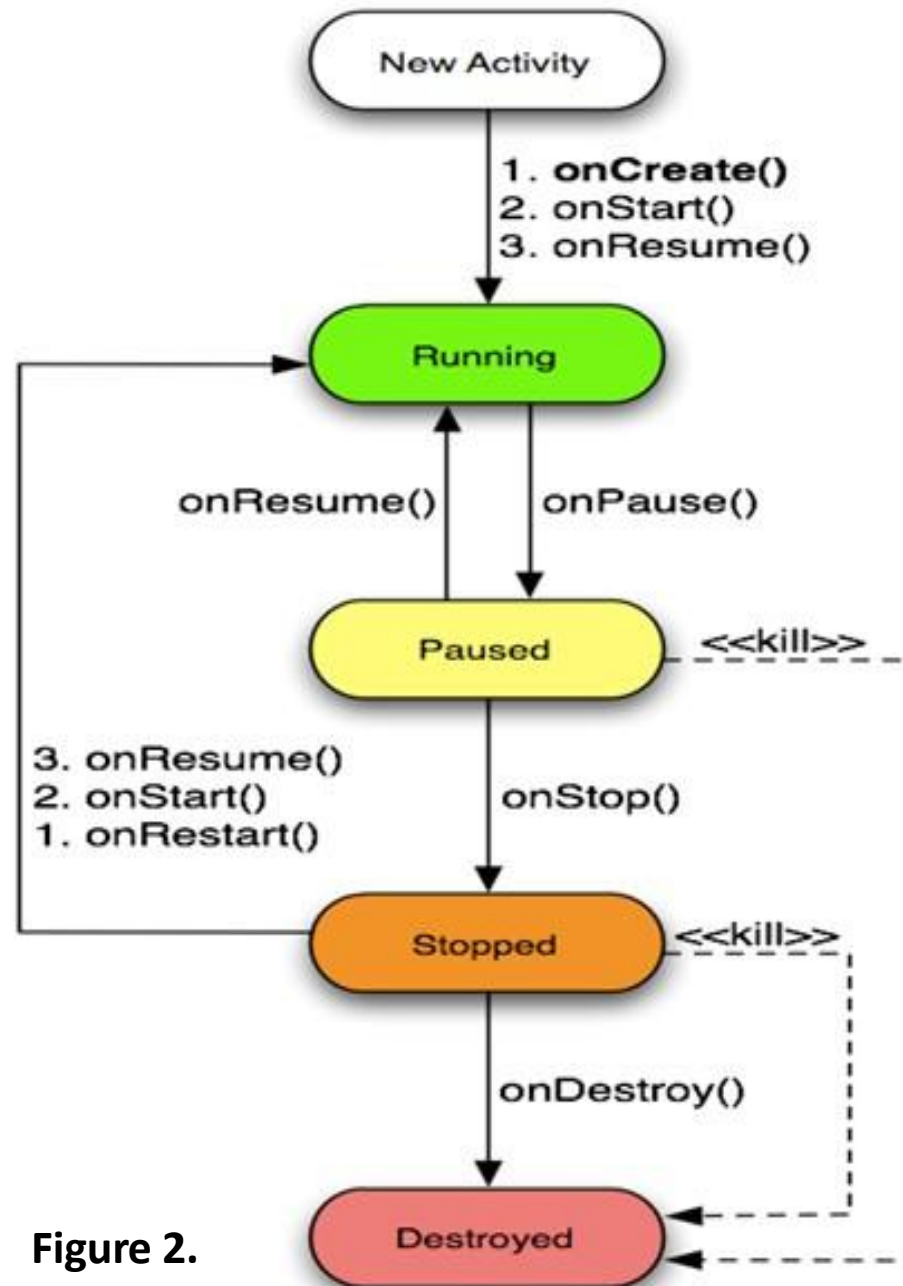 New Activity
1. onCreate()
2. onStart()
3. onResume()
Running
onResume()
onPause()
Paused
<<kill>>
3. onResume()
2. onStart()
1. onRestart()
onStop()
Stopped
<<kill>>
onDestroy()
Destroyed
Figure 2.